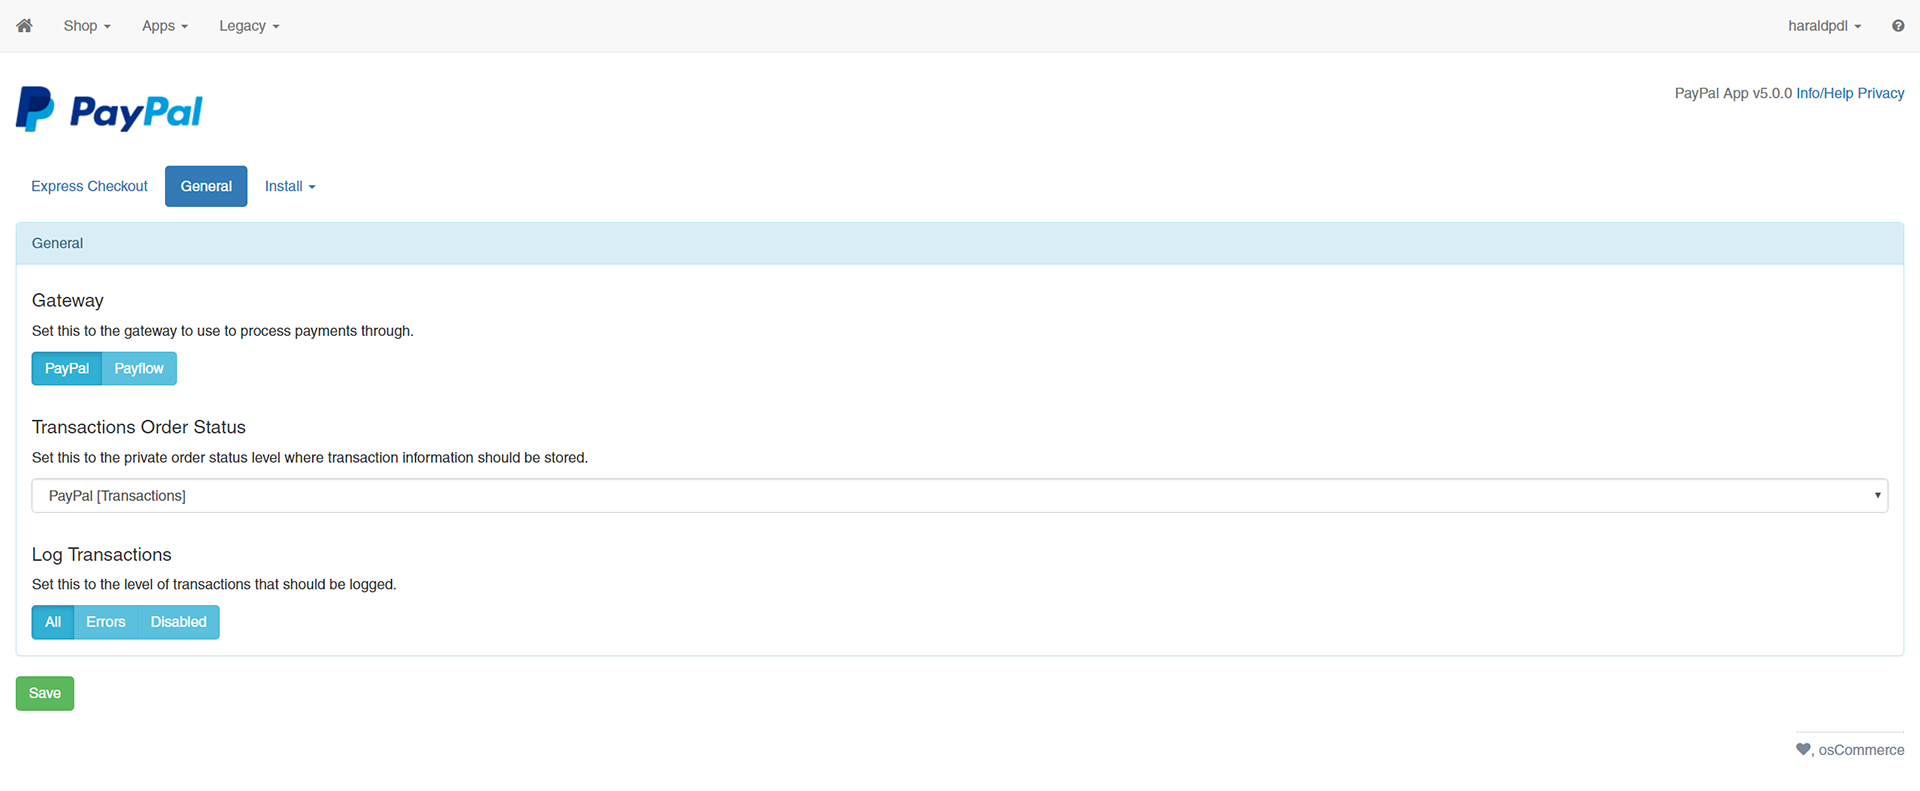 Shop Apps Legacy haraldpdl
PayPal
PayPal App v5.0.0 Info/Help Privacy
Express Checkout General Install
General
Gateway
Set this to the gateway to use to process payments through.
PayPal Payflow
Transactions Order Status
Set this to the private order status level where transaction information should be stored.
PayPal [Transactions]
Log Transactions
Set this to the level of transactions that should be logged.
All Errors Disabled
Save
, osCommerce